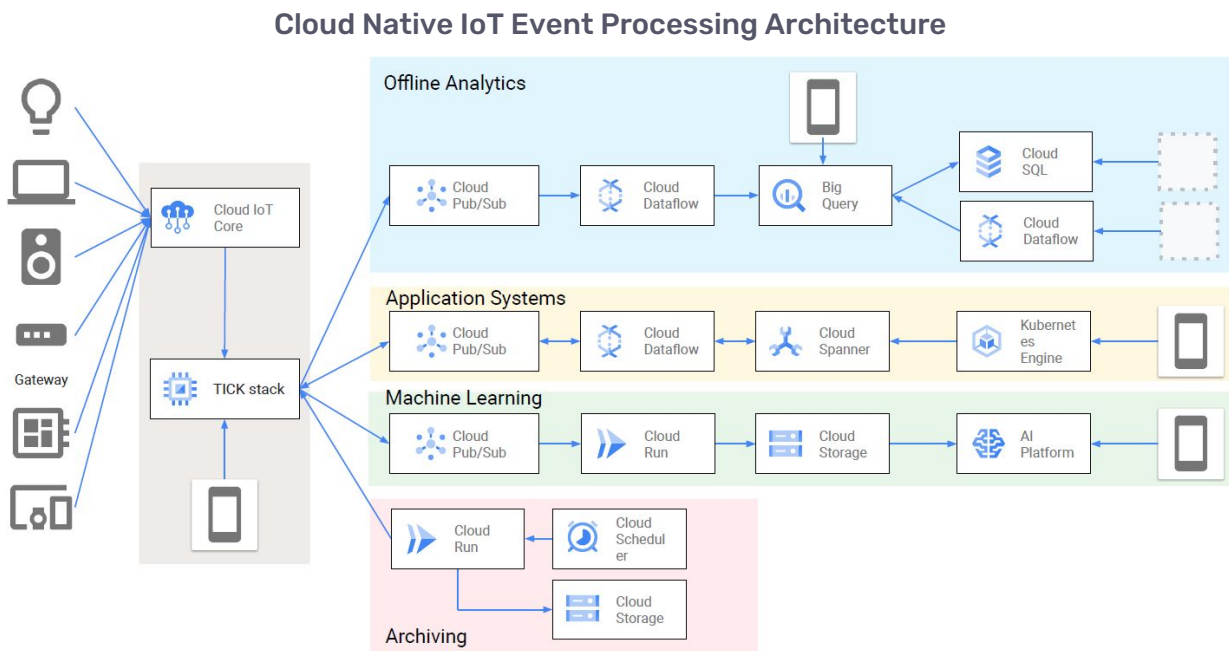 Cloud Native IoT Event Processing Architecture
Offline Analytics
Cloud
Pub/Sub
Cloud
Dataflow
Big
Query
Cloud
SQL
Cloud
Dataflow
Cloud IoT
Core
Gateway
TICK stack
Application Systems
Cloud
Pub/Sub
Cloud
Dataflow
Cloud
Spanner
Kubernet
es
Engine
Machine Learning
Cloud
Pub/Sub
Cloud
Run
Cloud
Storage
AI
Platform
Cloud
Run
Cloud
Schedul
er
Cloud
Storage
Archiving